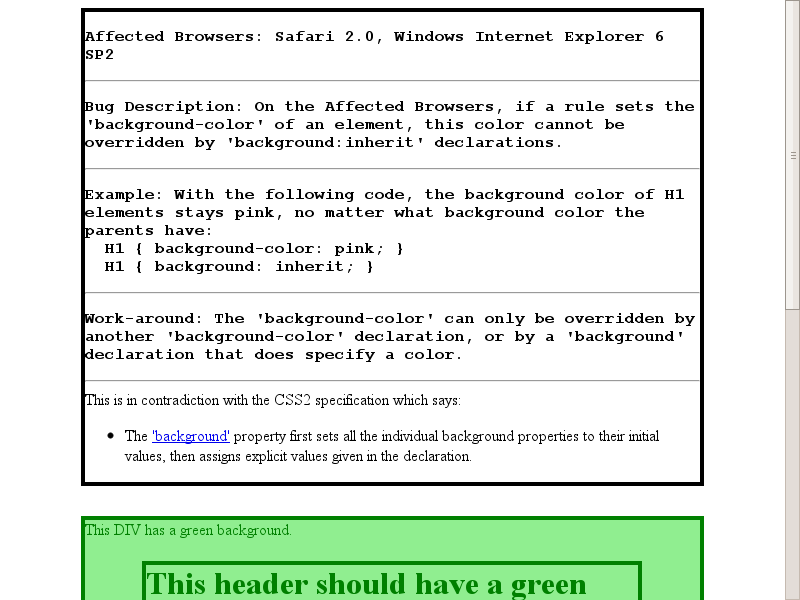 Affected Browsers: Safari 2.0, Windows Internet Explorer 6
SP2
Bug Description: On the Affected Browsers, if a rule sets the
'background-color' of an element, this color cannot be
overridden by 'background:inherit' declarations.
Example: With the following code, the background color of H1
elements stays pink, no matter what background color the
parents have:
H1 { background-color: pink; }
H1 { background: inherit; }
Work-around: The 'background-color' can only be overridden by
another 'background-color' declaration, or by a 'background'
declaration that does specify a color.
This is in contradiction with the CSS2 specification which says:
The 'background' property first sets all the individual background properties to their initial
values, then assigns explicit values given in the declaration.
This DIV has a green background.
This header should have a green